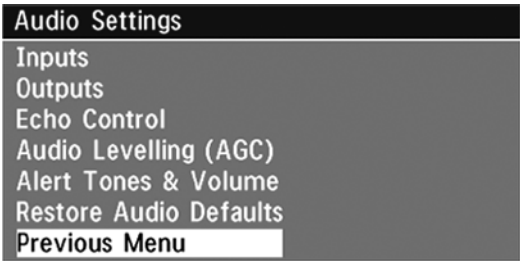 Audio Settings
Inputs
Outputs
Echo Control
Audio Levelling (AGC)
Alert Tones & Volume
Restore Audio Defaults
Previous Menu